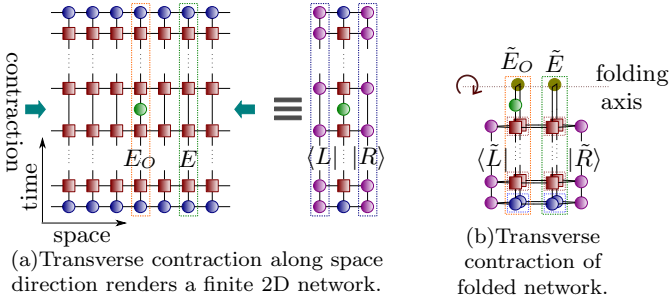 contraction
time
space
E_O
E
⟨L|
|R⟩
≡
(a)Transverse contraction along space
direction renders a finite 2D network.
Ẽ_O
Ẽ
folding
axis
⟨L̃|
|R̃⟩
(b)Transverse
contraction of
folded network.